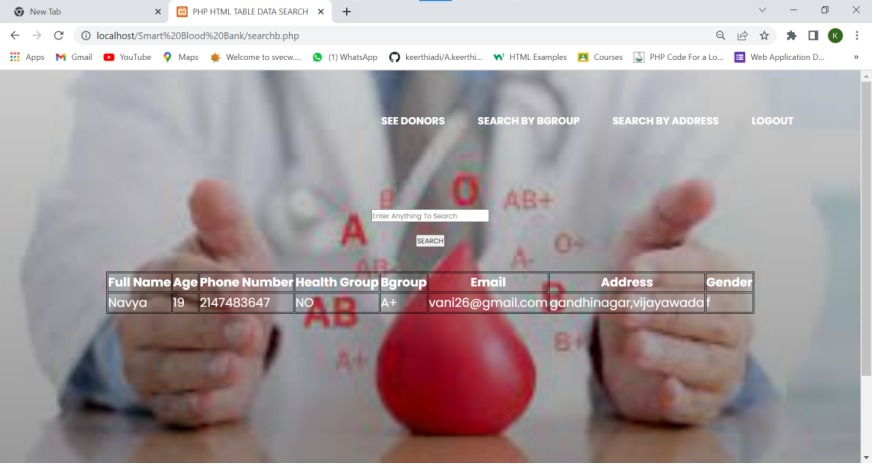 New Tab
PHP HTML TABLE DATA SEARCH
localhost/Smart%20Blood%20Bank/searchb.php
K
Apps Gmail YouTube Maps Welcome to svecw.... (1) WhatsApp keerthiadi/A.keerthi... HTML Examples Courses PHP Code For a Lo... Web Application D... »
SEE DONORS SEARCH BY BGROUP SEARCH BY ADDRESS LOGOUT
Enter Anything To Search
SEARCH
Full Name Age Phone Number Health Group Bgroup Email Address Gender
Navya 19 2147483647 NO A+ vani26@gmail.com gandhinagar,vijayawada f
B O AB+
A O+
AB- A-
AB B
A+ B+